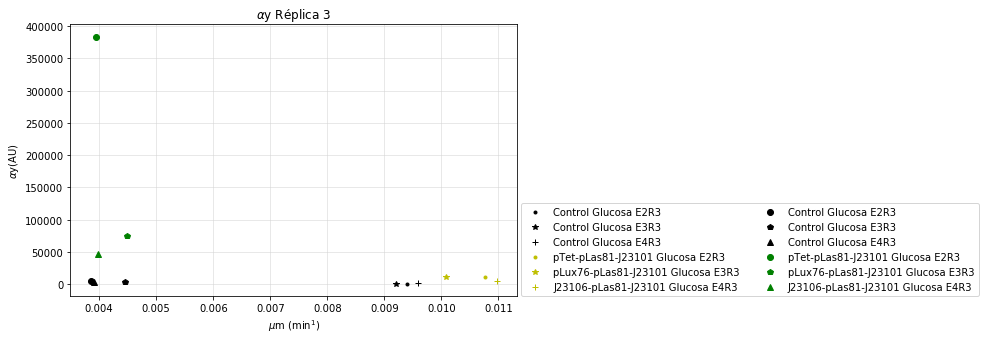 αy Réplica 3
αy(AU)
400000
350000
300000
250000
200000
150000
100000
50000
0
0.004 0.005 0.006 0.007 0.008 0.009 0.010 0.011
μm (min¹)
Control Glucosa E2R3
Control Glucosa E3R3
Control Glucosa E4R3
pTet-pLas81-J23101 Glucosa E2R3
pLux76-pLas81-J23101 Glucosa E3R3
J23106-pLas81-J23101 Glucosa E4R3
Control Glucosa E2R3
Control Glucosa E3R3
Control Glucosa E4R3
pTet-pLas81-J23101 Glucosa E2R3
pLux76-pLas81-J23101 Glucosa E3R3
J23106-pLas81-J23101 Glucosa E4R3